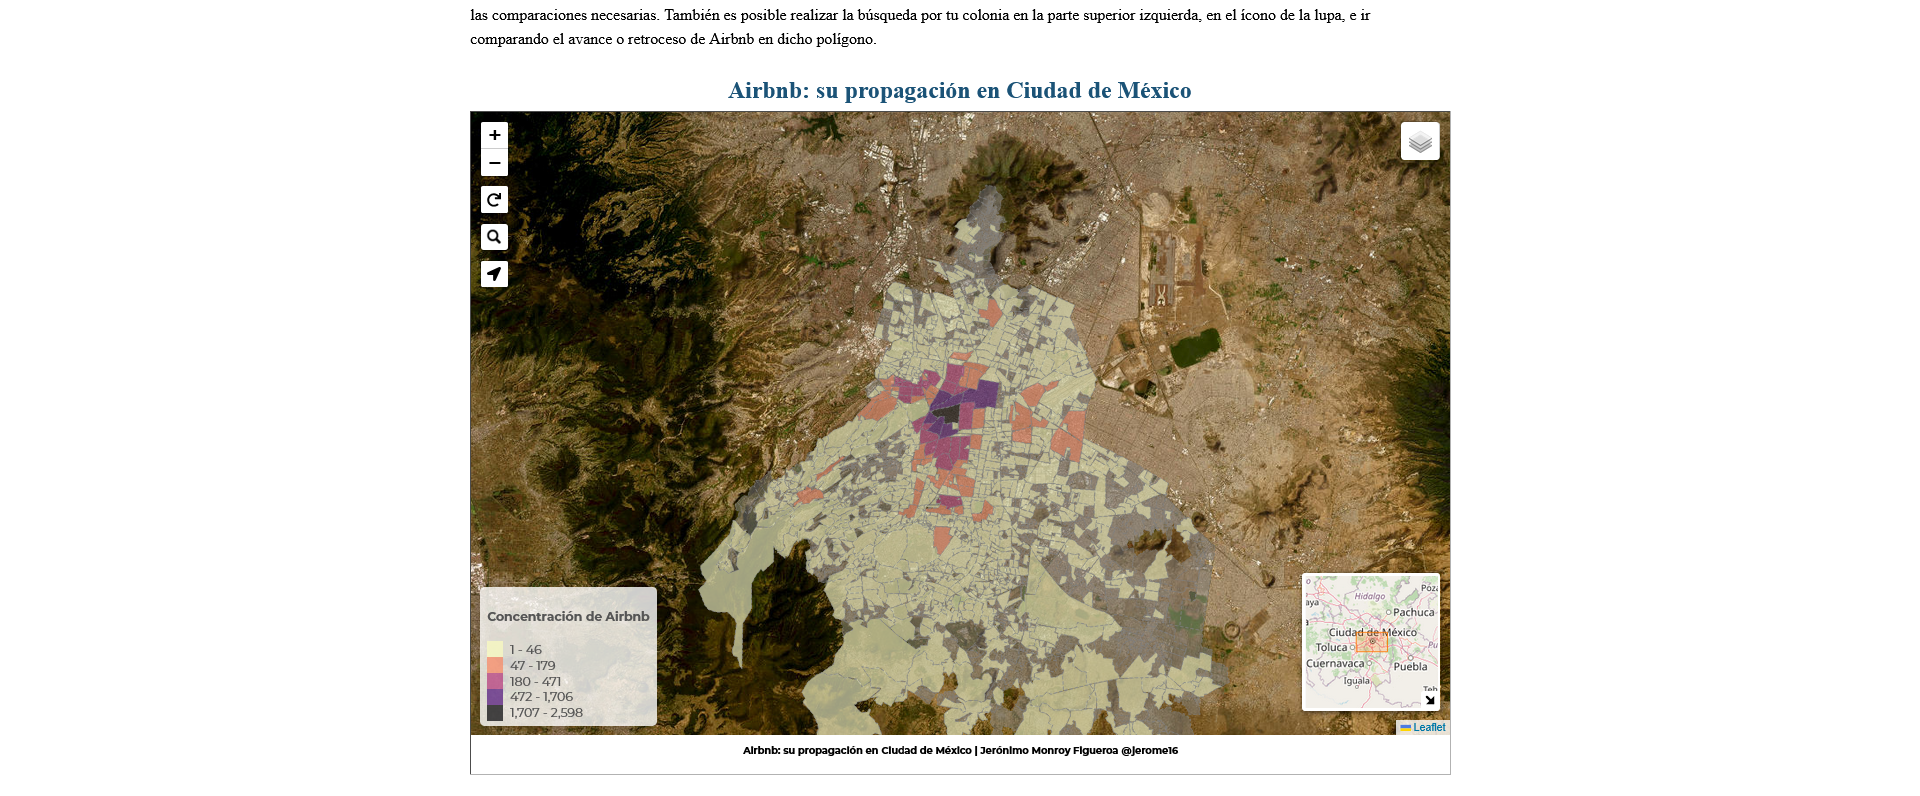 las comparaciones necesarias. También es posible realizar la búsqueda por tu colonia en la parte superior izquierda, en el ícono de la lupa, e ir
comparando el avance o retroceso de Airbnb en dicho polígono.
Airbnb: su propagación en Ciudad de México
+
−
Concentración de Airbnb
1 - 46
47 - 179
180 - 471
472 - 1,706
1,707 - 2,598
Hidalgo
Pachuca
Ciudad de México
Toluca
Cuernavaca
Puebla
Iguala
Leaflet
Airbnb: su propagación en Ciudad de México | Jerónimo Monroy Figueroa @jerome16